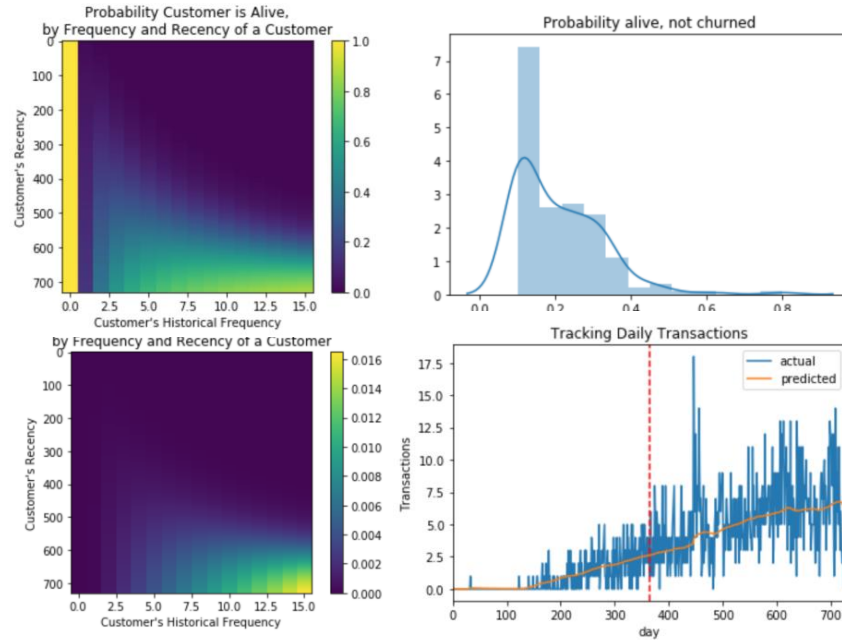 Probability Customer is Alive,
by Frequency and Recency of a Customer
0
100
200
300
400
500
600
700
Customer's Recency
0.0 2.5 5.0 7.5 10.0 12.5 15.0
Customer's Historical Frequency
1.0
0.8
0.6
0.4
0.2
0.0
Probability alive, not churned
7
6
5
4
3
2
1
0
0.0 0.2 0.4 0.6 0.8
by Frequency and Recency of a Customer
0
100
200
300
400
500
600
700
Customer's Recency
0.0 2.5 5.0 7.5 10.0 12.5 15.0
Customer's Historical Frequency
0.016
0.014
0.012
0.010
0.008
0.006
0.004
0.002
0.000
Tracking Daily Transactions
17.5
15.0
12.5
10.0
7.5
5.0
2.5
0.0
Transactions
actual
predicted
0 100 200 300 400 500 600 700
day